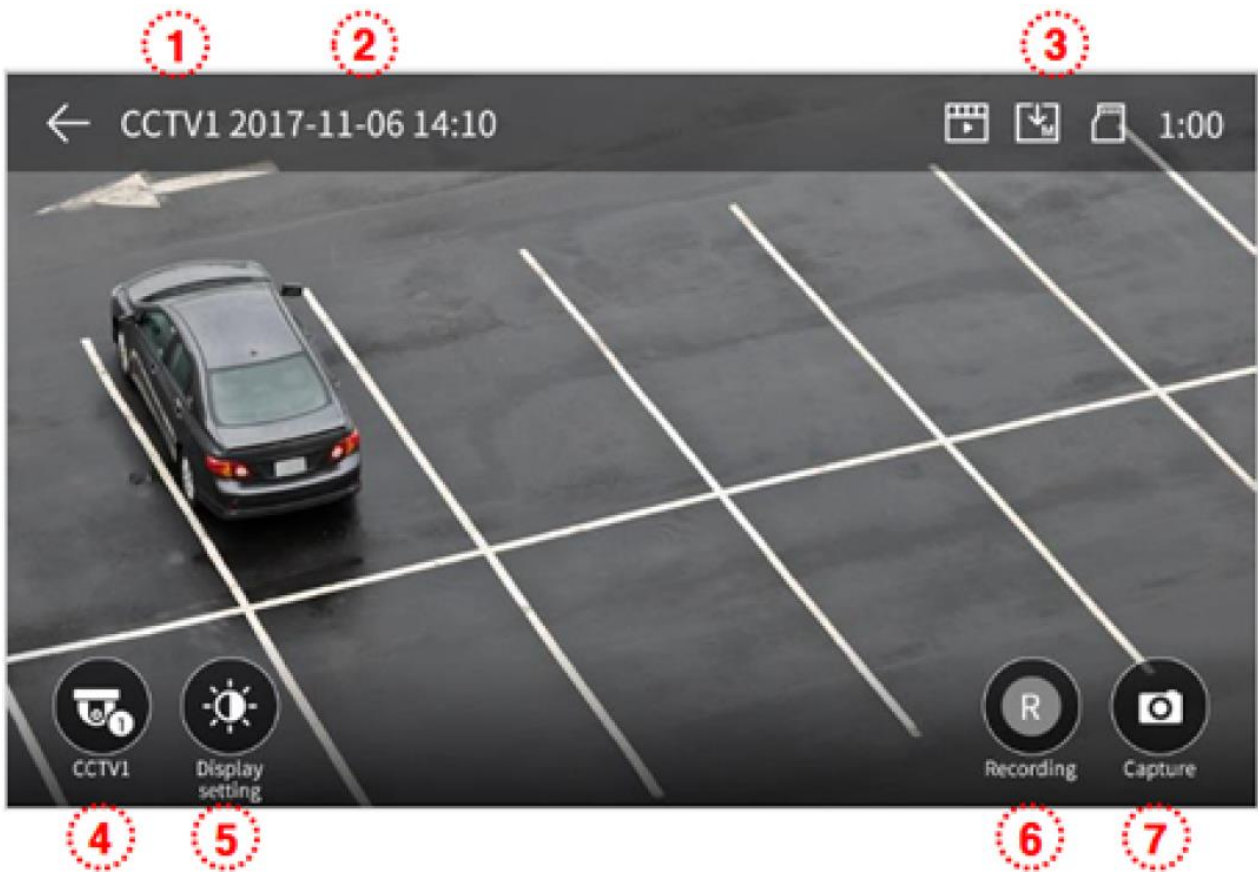 1 2 3
CCTV1 2017-11-06 14:10 M 1:00
1 R
CCTV1 Display
setting Recording Capture
4 5 6 7